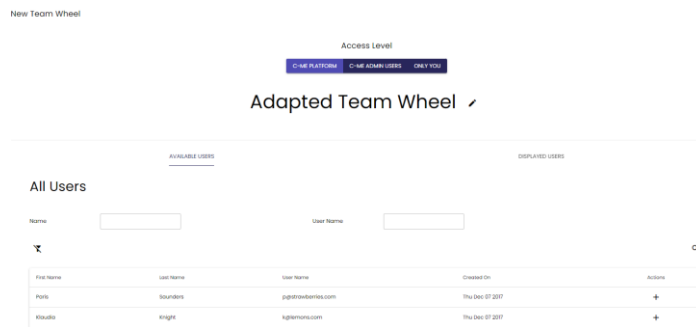 New Team Wheel
Access Level
C-ME PLATFORM C-ME ADMIN USERS ONLY YOU
Adapted Team Wheel
AVAILABLE USERS DISPLAYED USERS
All Users
Name User Name
First Name Last Name User Name Created On Actions
Paris Saunders p@strawberries.com Thu Dec 07 2017 +
Klaudia Knight k@lemons.com Thu Dec 07 2017 +